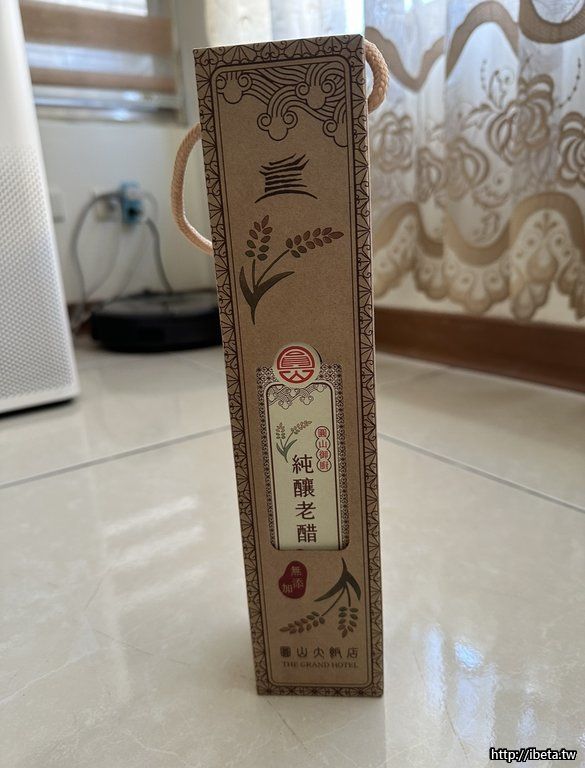 圓山御廚
純釀老醋
無添加
圓山大飯店
THE GRAND HOTEL
http://ibeta.tw